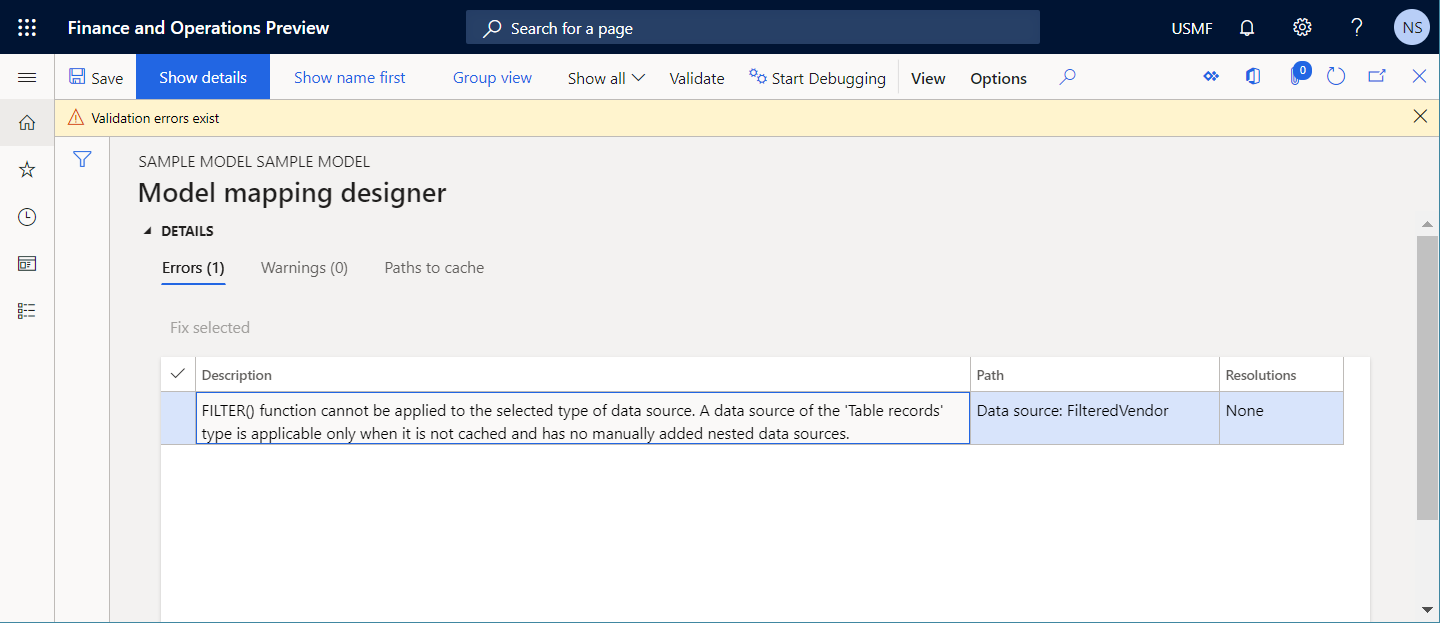 Finance and Operations Preview
Search for a page
USMF
?
NS
Save
Show details
Show name first
Group view
Show all
Validate
Start Debugging
View
Options
0
Validation errors exist
SAMPLE MODEL SAMPLE MODEL
Model mapping designer
DETAILS
Errors (1)
Warnings (0)
Paths to cache
Fix selected
Description
Path
Resolutions
FILTER() function cannot be applied to the selected type of data source. A data source of the 'Table records'
type is applicable only when it is not cached and has no manually added nested data sources.
Data source: FilteredVendor
None